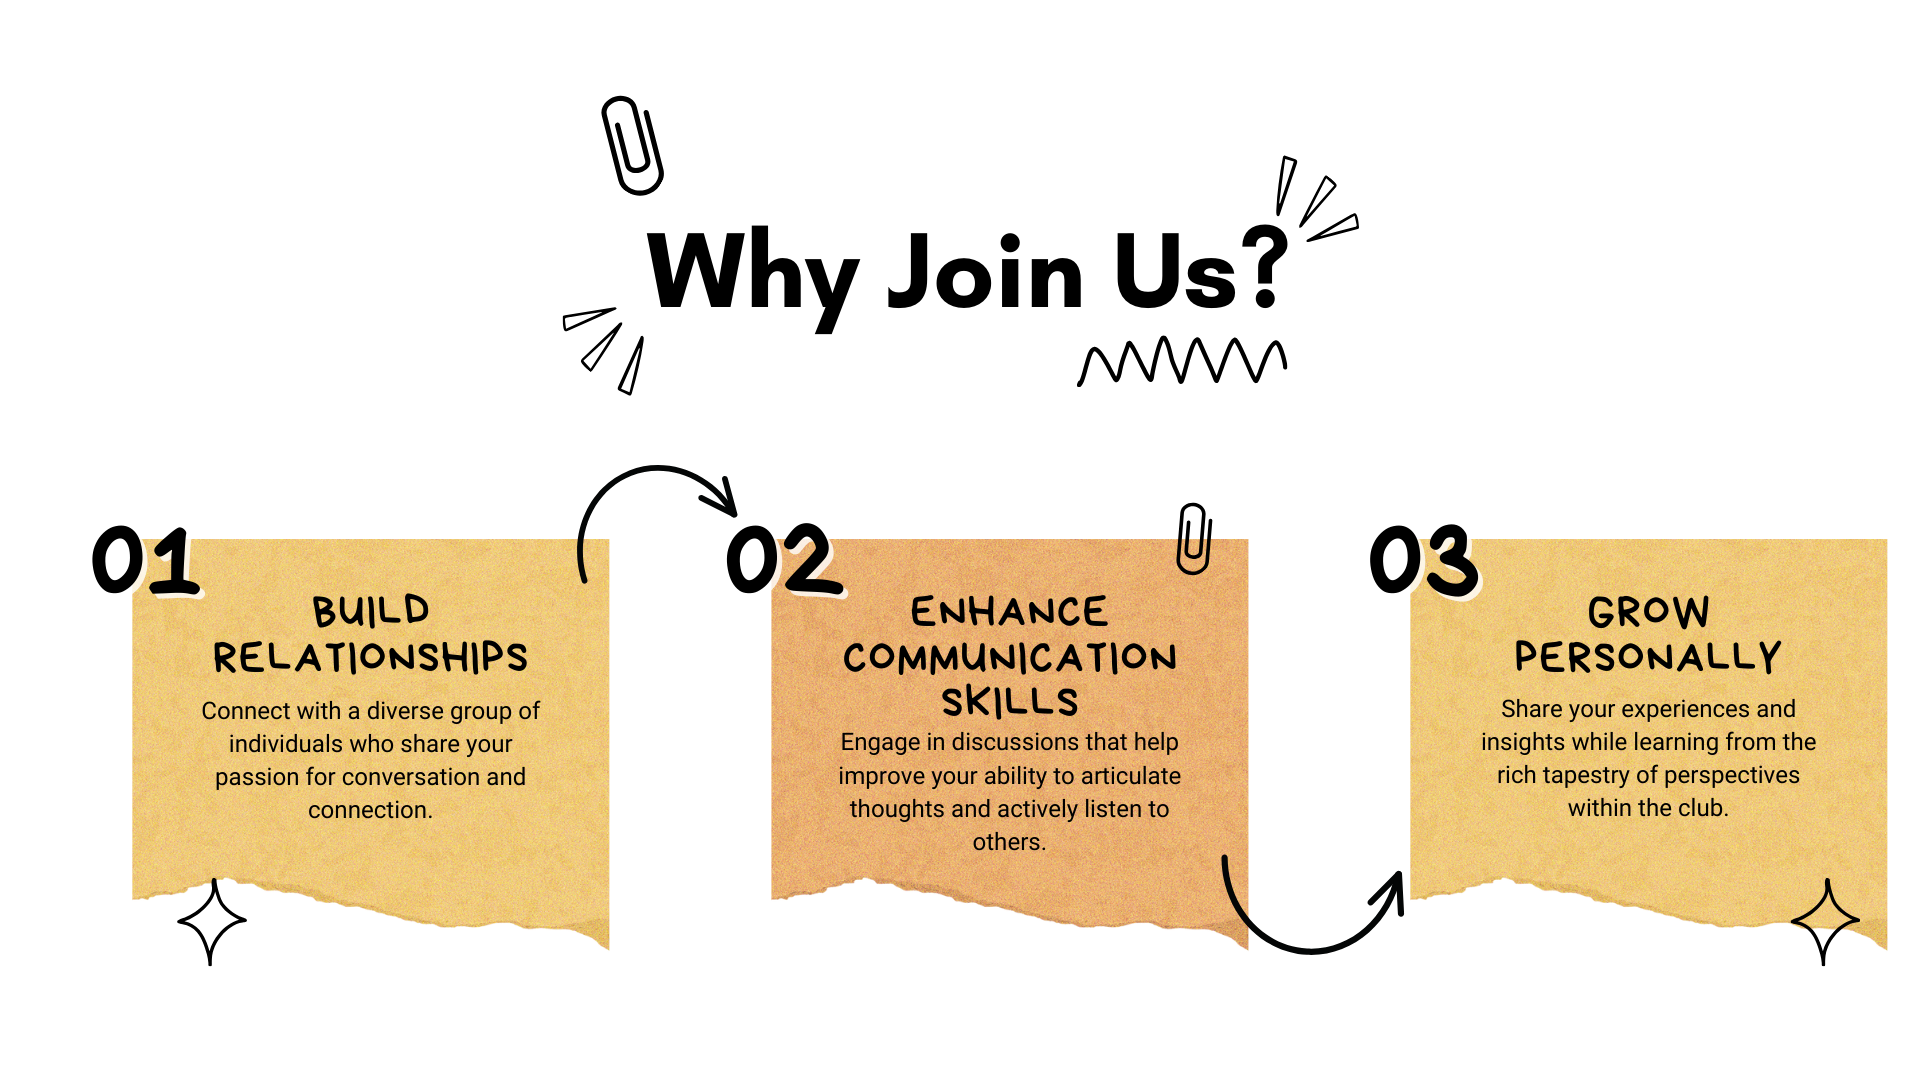 Why Join Us?
01
BUILD
RELATIONSHIPS
Connect with a diverse group of
individuals who share your
passion for conversation and
connection.
02
ENHANCE
COMMUNICATION
SKILLS
Engage in discussions that help
improve your ability to articulate
thoughts and actively listen to
others.
03
GROW
PERSONALLY
Share your experiences and
insights while learning from the
rich tapestry of perspectives
within the club.